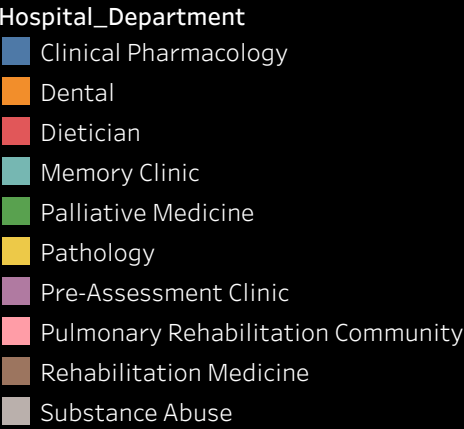 Hospital_Department
Clinical Pharmacology
Dental
Dietician
Memory Clinic
Palliative Medicine
Pathology
Pre-Assessment Clinic
Pulmonary Rehabilitation Community
Rehabilitation Medicine
Substance Abuse